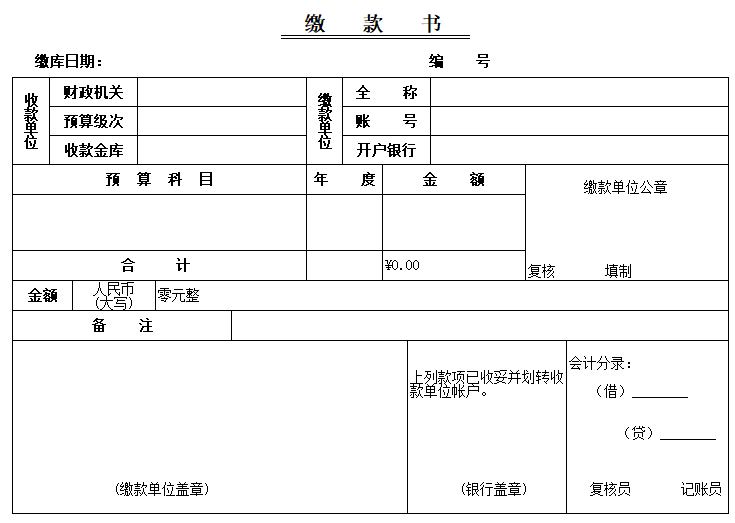 缴 款 书
缴库日期： 编 号
收款单位 财政机关 缴款单位 全 称
预算级次 账 号
收款金库 开户银行
预 算 科 目 年 度 金 额 缴款单位公章
合 计 ¥0.00 复核 填制
金额 人民币(大写) 零元整
备 注
会计分录：
上列款项已收妥并划转收
款单位帐户。 （借）________
（贷）________
(缴款单位盖章) (银行盖章) 复核员 记账员